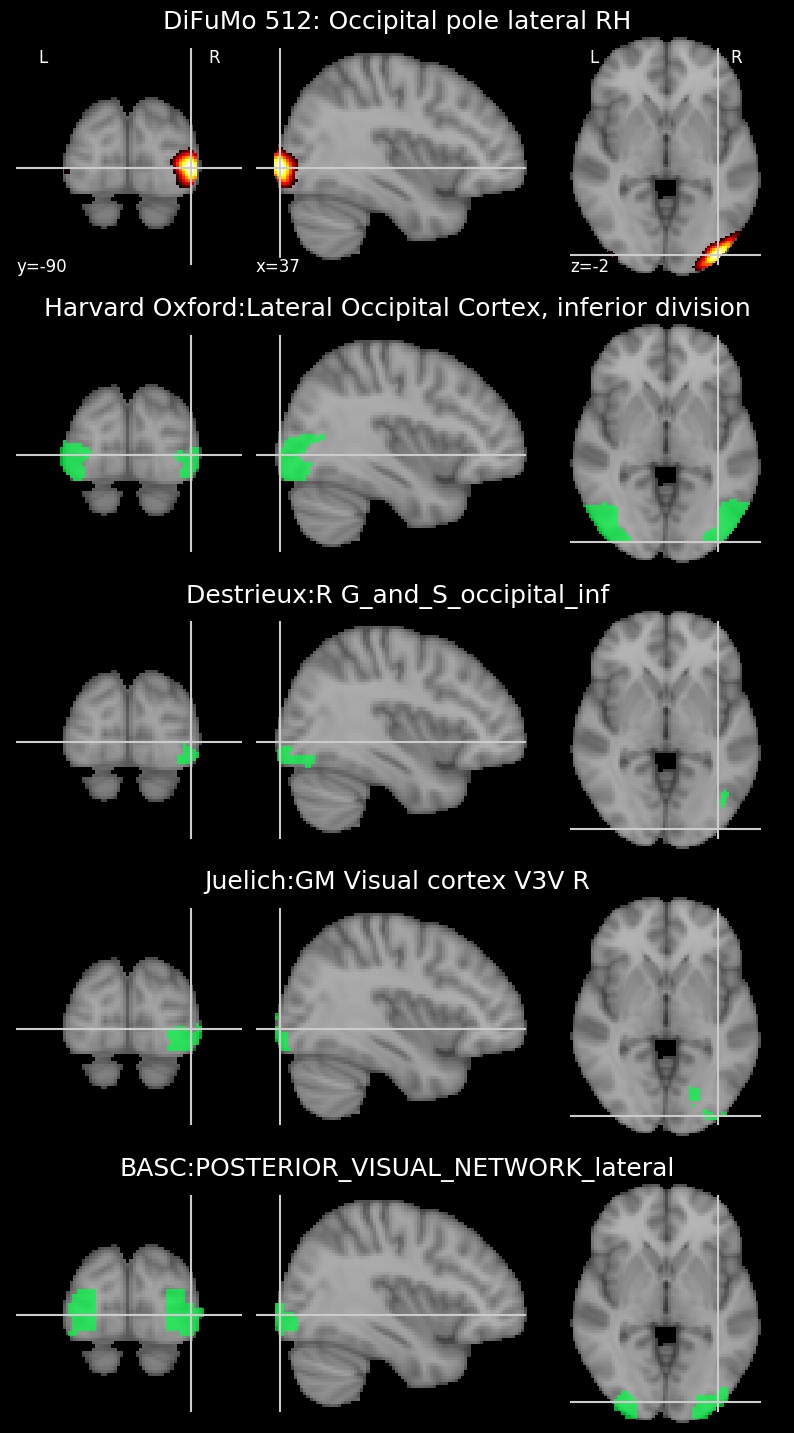 DiFuMo 512: Occipital pole lateral RH
L R L R
y=-90 x=37 z=-2
Harvard Oxford:Lateral Occipital Cortex, inferior division
Destrieux:R G_and_S_occipital_inf
Juelich:GM Visual cortex V3V R
BASC:POSTERIOR_VISUAL_NETWORK_lateral